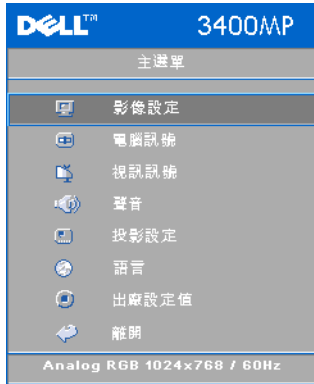 DELL™ 3400MP
主選單
影像設定
電腦訊號
視訊訊號
聲音
投影設定
語言
出廠設定值
離開
Analog RGB 1024x768 / 60Hz